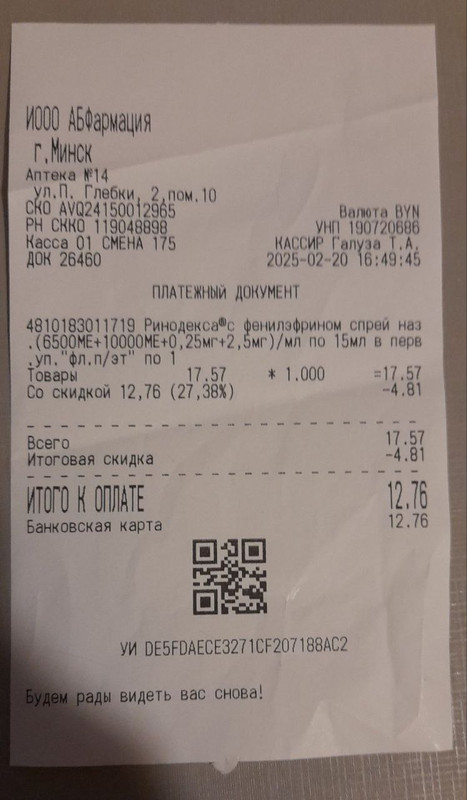 ИООО АБФармация
г.Минск
Аптека №14
ул.П. Глебки, 2,пом.10
СКО AVQ24150012965 Валюта BYN
РН СККО 119048898 УНП 190720686
Касса 01 СМЕНА 175 КАССИР Галуза Т.А.
ДОК 26460 2025-02-20 16:49:45
ПЛАТЕЖНЫЙ ДОКУМЕНТ
4810183011719 Ринодекса®с фенилэфрином спрей наз
.(6500МЕ+10000МЕ+0,25мг+2,5мг)/мл по 15мл в перв
.уп."фл.п/эт" по 1
Товары 17.57 * 1.000 =17.57
Со скидкой 12,76 (27,38%) -4.81
Всего 17.57
Итоговая скидка -4.81
ИТОГО К ОПЛАТЕ 12.76
Банковская карта 12.76
УИ DE5FDAECE3271CF207188AC2
Будем рады видеть вас снова!